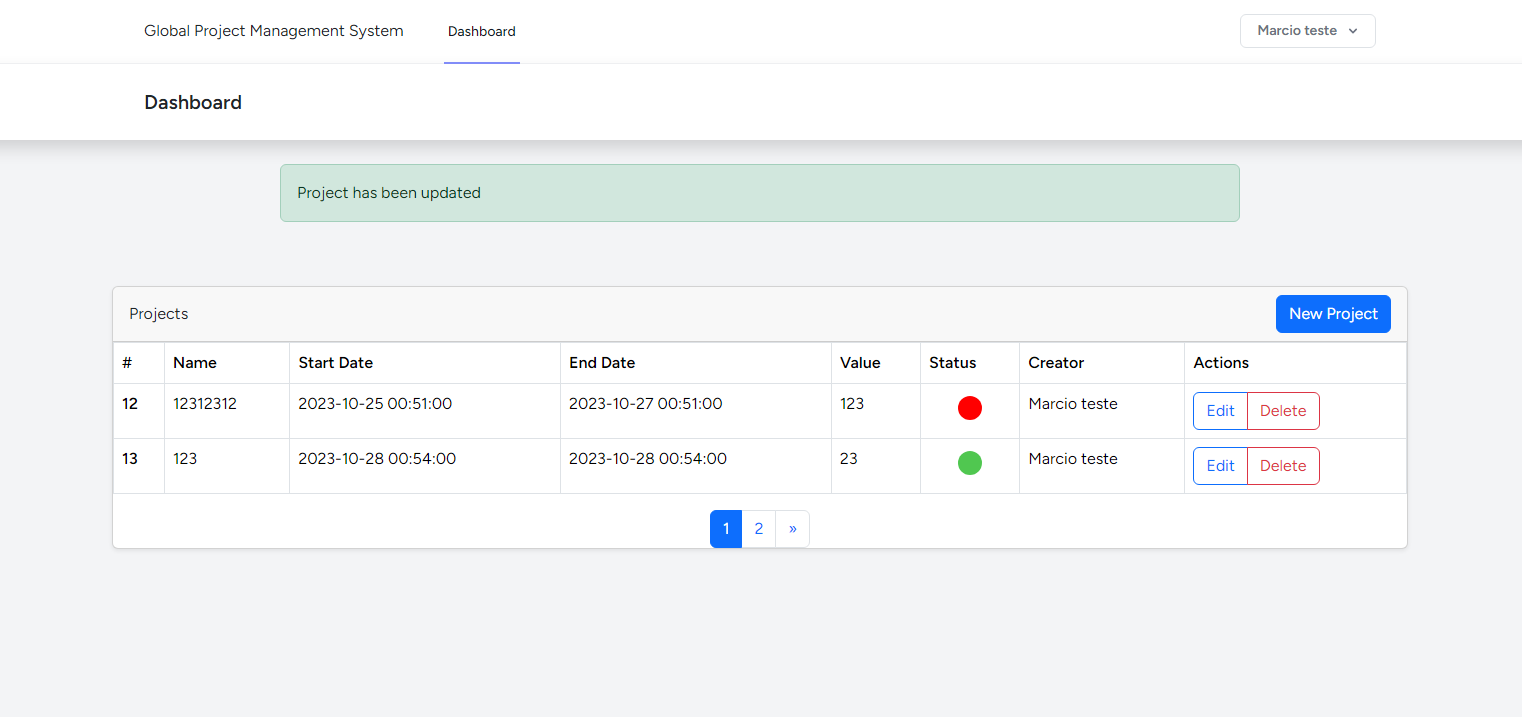 Global Project Management System Dashboard Marcio teste
Dashboard
Project has been updated
Projects New Project
# Name Start Date End Date Value Status Creator Actions
12 12312312 2023-10-25 00:51:00 2023-10-27 00:51:00 123 Marcio teste Edit Delete
13 123 2023-10-28 00:54:00 2023-10-28 00:54:00 23 Marcio teste Edit Delete
1 2 »